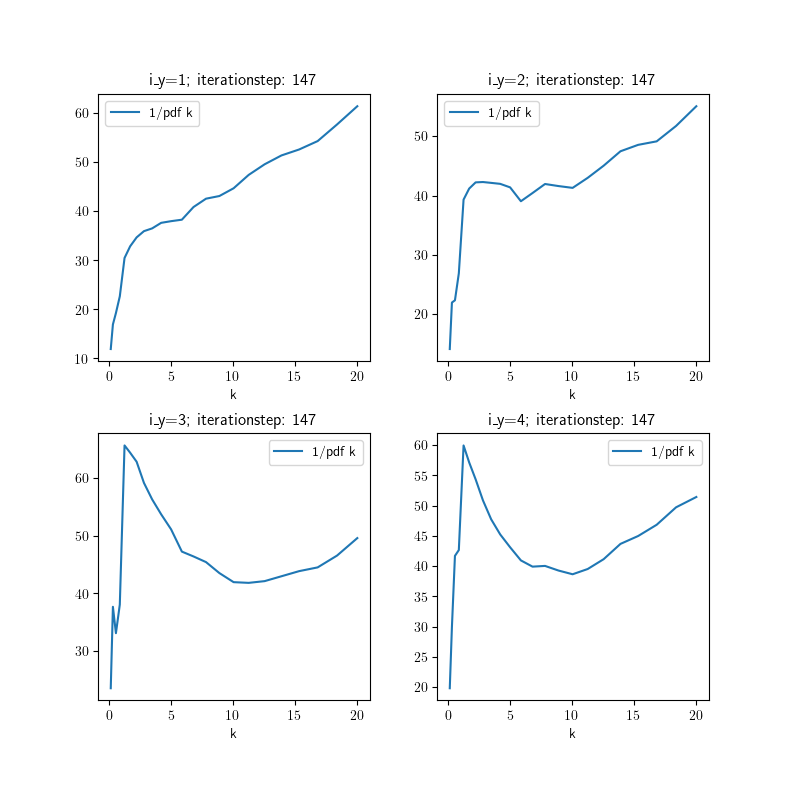 i_y=1; iterationstep: 147
1/pdf k
60
50
40
30
20
10
0 5 10 15 20
k
i_y=2; iterationstep: 147
1/pdf k
50
40
30
20
0 5 10 15 20
k
i_y=3; iterationstep: 147
1/pdf k
60
50
40
30
0 5 10 15 20
k
i_y=4; iterationstep: 147
1/pdf k
60
55
50
45
40
35
30
25
20
0 5 10 15 20
k